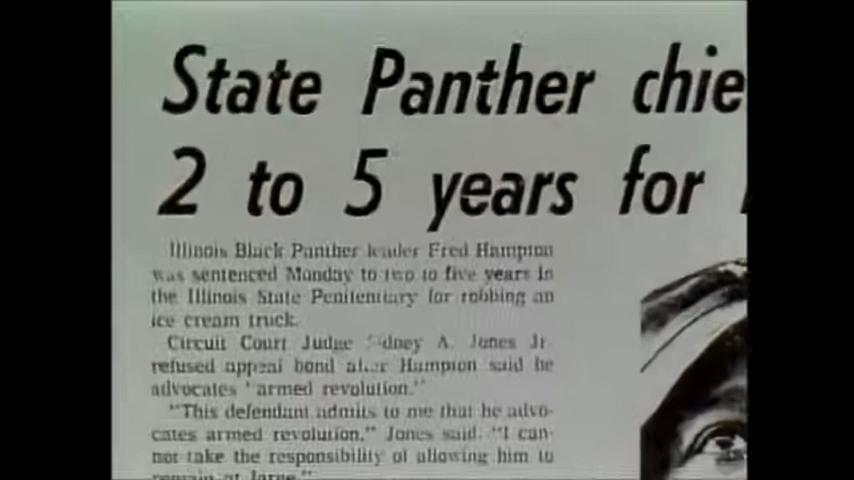 State Panther chie
2 to 5 years for
Illinois Black Panther leader Fred Hampton
was sentenced Monday to two to five years in
the Illinois State Penitentiary for robbing an
ice cream truck.
Circuit Court Judge Sidney A. Jones Jr.
refused appeal bond after Hampton said he
advocates "armed revolution."
"This defendant admits to me that he advo-
cates armed revolution," Jones said. "I can-
not take the responsibility of allowing him to
remain at large."